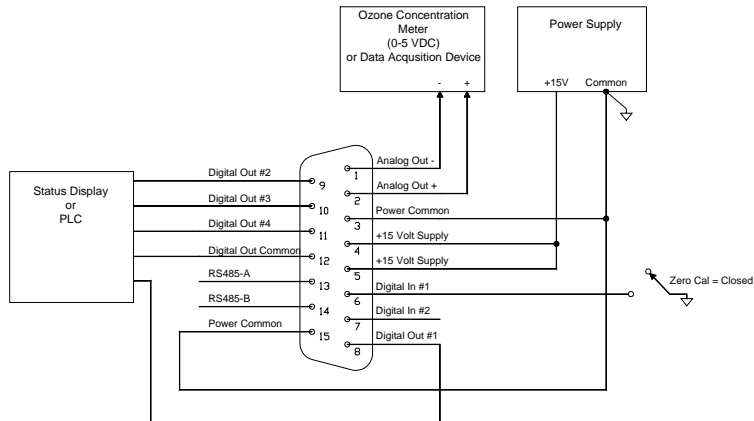 Ozone Concentration
Meter
(0-5 VDC)
or Data Acqusition Device
- +
Power Supply
+15V Common
Status Display
or
PLC
Digital Out #2
Digital Out #3
Digital Out #4
Digital Out Common
RS485-A
RS485-B
Power Common
9
10
11
12
13
14
15
1
2
3
4
5
6
7
8
Analog Out -
Analog Out +
Power Common
+15 Volt Supply
+15 Volt Supply
Digital In #1
Digital In #2
Digital Out #1
Zero Cal = Closed